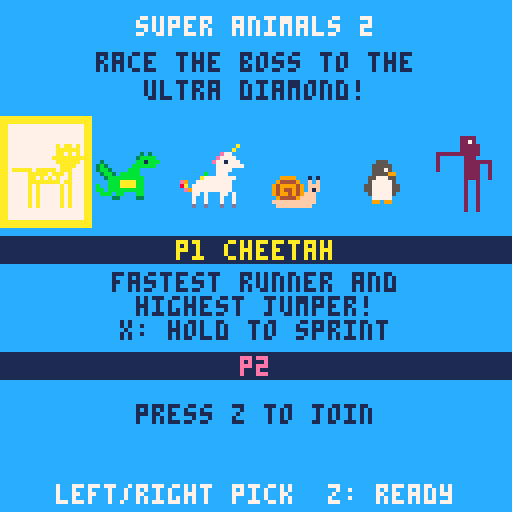 SUPER ANIMALS 2
RACE THE BOSS TO THE
ULTRA DIAMOND!
P1 CHEETAH
FASTEST RUNNER AND
HIGHEST JUMPER!
X: HOLD TO SPRINT
P2
PRESS Z TO JOIN
LEFT/RIGHT PICK  Z: READY